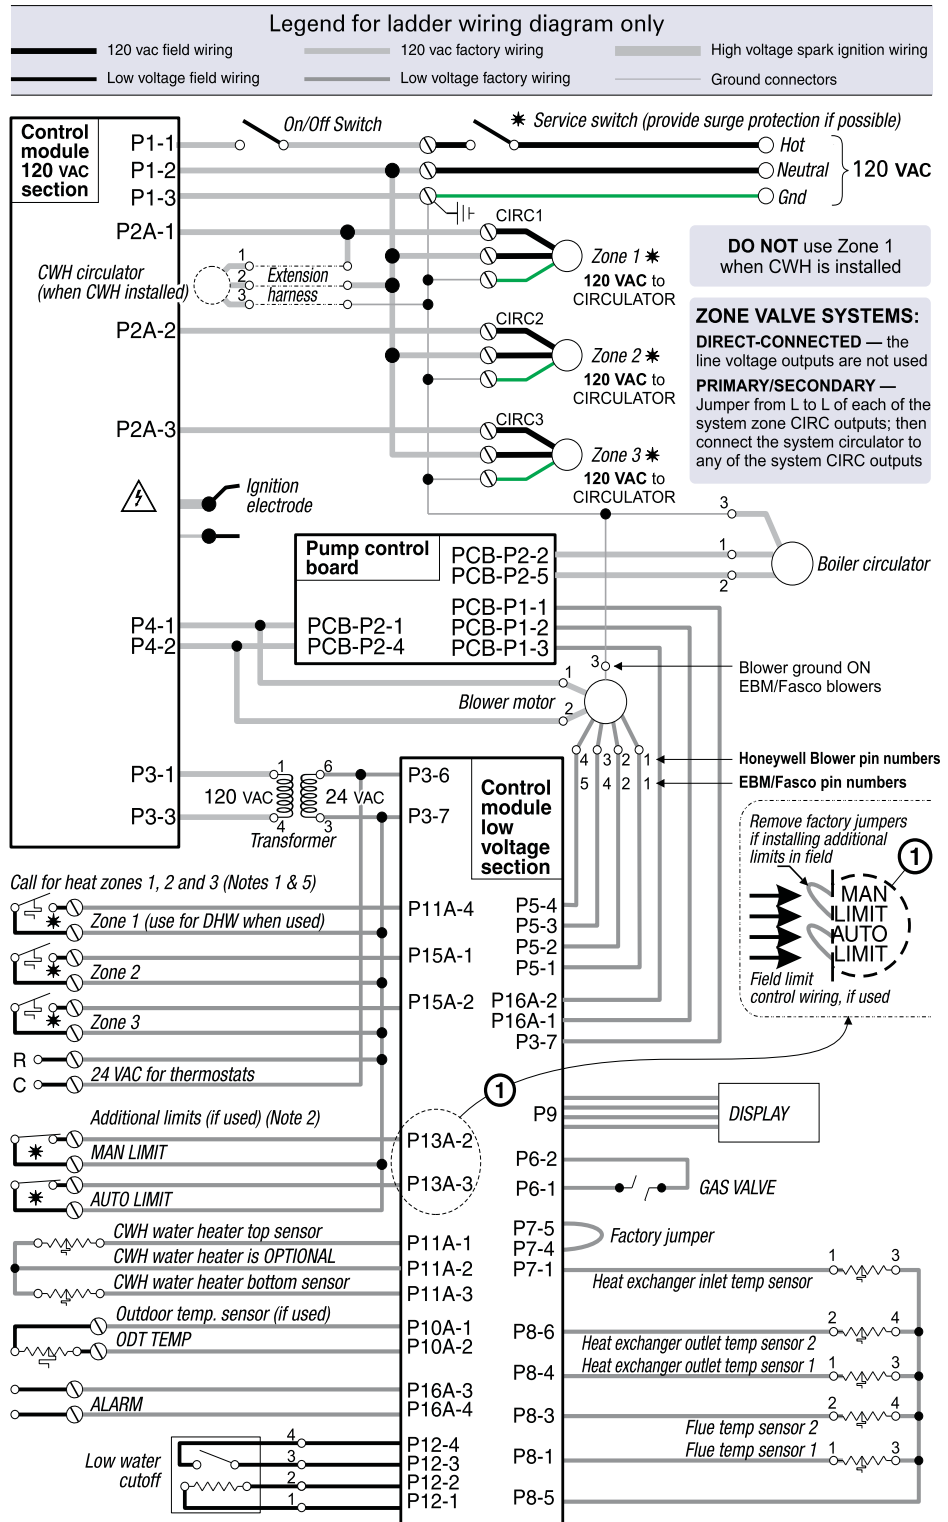 Legend for ladder wiring diagram only
120 vac field wiring
120 vac factory wiring
High voltage spark ignition wiring
Low voltage field wiring
Low voltage factory wiring
Ground connectors
Control
module
120 VAC
section
P1-1
P1-2
P1-3
On/Off Switch
✷ Service switch (provide surge protection if possible)
Hot
Neutral
Gnd
120 VAC
P2A-1
CIRC1
CWH circulator
(when CWH installed)
1
2
3
Extension
harness
Zone 1 ✷
120 VAC to
CIRCULATOR
DO NOT use Zone 1
when CWH is installed
P2A-2
CIRC2
Zone 2 ✷
120 VAC to
CIRCULATOR
ZONE VALVE SYSTEMS:
DIRECT-CONNECTED — the
line voltage outputs are not used
PRIMARY/SECONDARY —
Jumper from L to L of each of the
system zone CIRC outputs; then
connect the system circulator to
any of the system CIRC outputs
P2A-3
CIRC3
Zone 3 ✷
120 VAC to
CIRCULATOR
Ignition
electrode
3
1
2
Boiler circulator
Pump control
board
PCB-P2-2
PCB-P2-5
PCB-P1-1
PCB-P1-2
PCB-P1-3
PCB-P2-1
PCB-P2-4
P4-1
P4-2
3
1
2
Blower motor
Blower ground ON
EBM/Fasco blowers
4 3 2 1
Honeywell Blower pin numbers
5 4 2 1
EBM/Fasco pin numbers
P3-1
P3-3
1
4
6
3
120 VAC
24 VAC
Transformer
P3-6
P3-7
Control
module
low
voltage
section
Remove factory jumpers
if installing additional
limits in field
1
MAN
LIMIT
AUTO
LIMIT
Field limit
control wiring, if used
Call for heat zones 1, 2 and 3 (Notes 1 & 5)
✷
Zone 1 (use for DHW when used)
P11A-4
✷
Zone 2
P15A-1
✷
Zone 3
P15A-2
R
C
24 VAC for thermostats
P5-4
P5-3
P5-2
P5-1
P16A-2
P16A-1
P3-7
1
Additional limits (if used) (Note 2)
✷
MAN LIMIT
P13A-2
✷
AUTO LIMIT
P13A-3
P9
DISPLAY
P6-2
P6-1
GAS VALVE
P7-5
P7-4
Factory jumper
CWH water heater top sensor
P11A-1
CWH water heater is OPTIONAL
P11A-2
CWH water heater bottom sensor
P11A-3
P7-1
1
3
Heat exchanger inlet temp sensor
Outdoor temp. sensor (if used)
P10A-1
ODT TEMP
P10A-2
P8-6
2
4
Heat exchanger outlet temp sensor 2
Heat exchanger outlet temp sensor 1
P8-4
1
3
P16A-3
ALARM
P16A-4
P8-3
2
4
Flue temp sensor 2
Flue temp sensor 1
P8-1
1
3
P8-5
Low water
cutoff
4
3
2
1
P12-4
P12-3
P12-2
P12-1